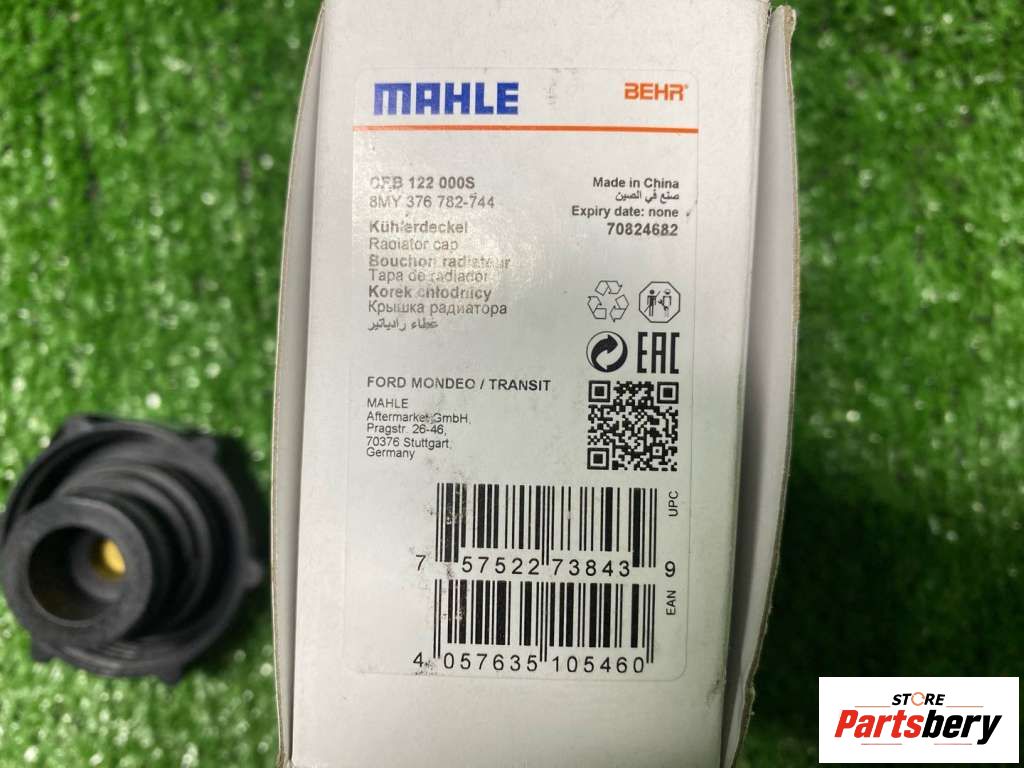 MAHLE
BEHR
CRB 122 000S
8MY 376 782-744
Kühlerdeckel
Radiator cap
Bouchon radiateur
Tapa de radiador
Korek chłodnicy
Крышка радиатора
غطاء رادياتير
Made in China
صنع في الصين
Expiry date: none
70824682
EAC
FORD MONDEO / TRANSIT
MAHLE
Aftermarket GmbH,
Pragstr. 26-46,
70376 Stuttgart,
Germany
UPC
7 57522 73843 9
EAN
4 057635 105460
STORE
Partsbery